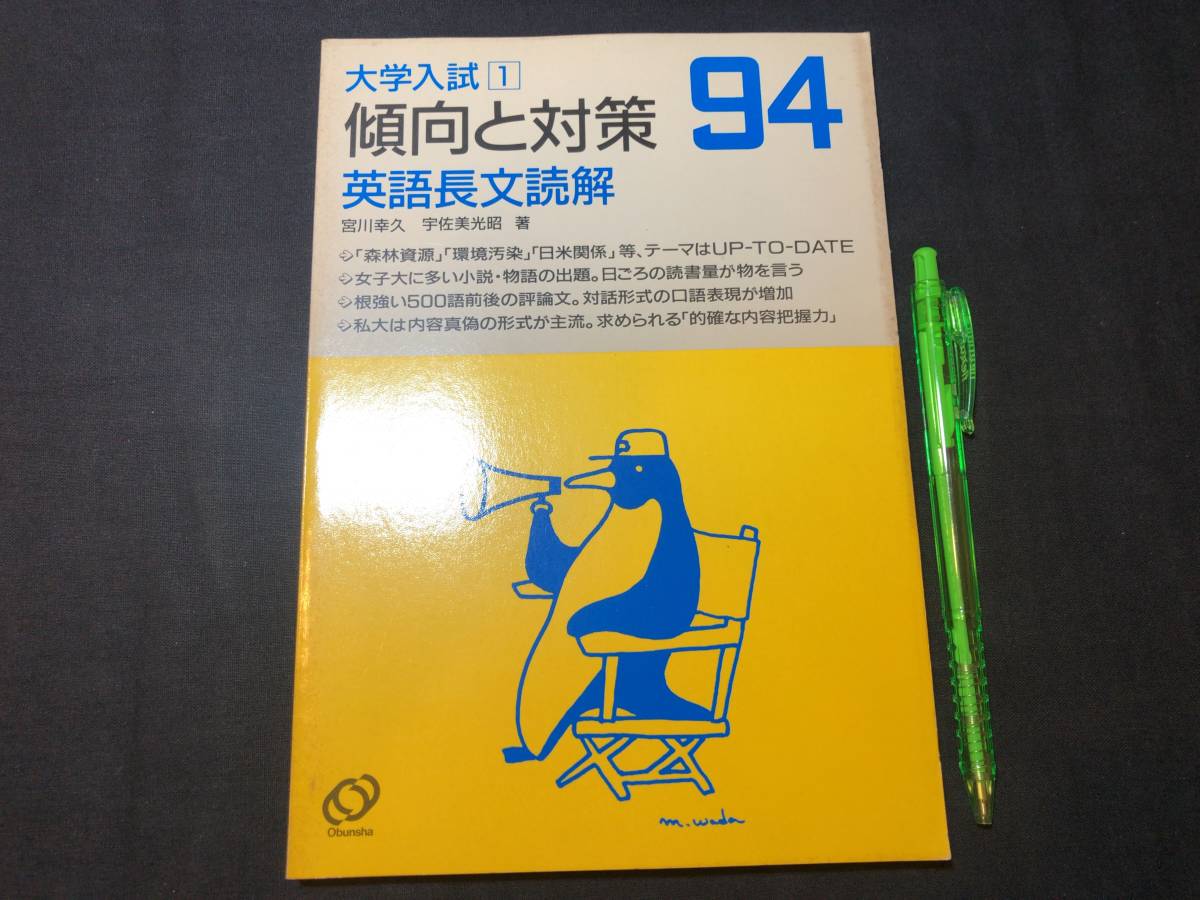 大学入試 1
傾向と対策 94
英語長文読解
宮川幸久 宇佐美光昭 著
「森林資源」「環境汚染」「日米関係」等、テーマはUP-TO-DATE
女子大に多い小説・物語の出題。日ごろの読書量が物を言う
根強い500語前後の評論文。対話形式の口語表現が増加
私大は内容真偽の形式が主流。求められる「的確な内容把握力」
m.wada
Obunsha